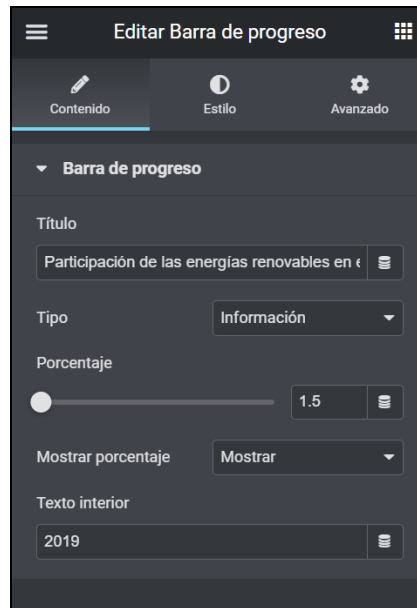 Editar Barra de progreso
Contenido Estilo Avanzado
Barra de progreso
Título
Participación de las energías renovables en
Tipo Información
Porcentaje
1.5
Mostrar porcentaje Mostrar
Texto interior
2019